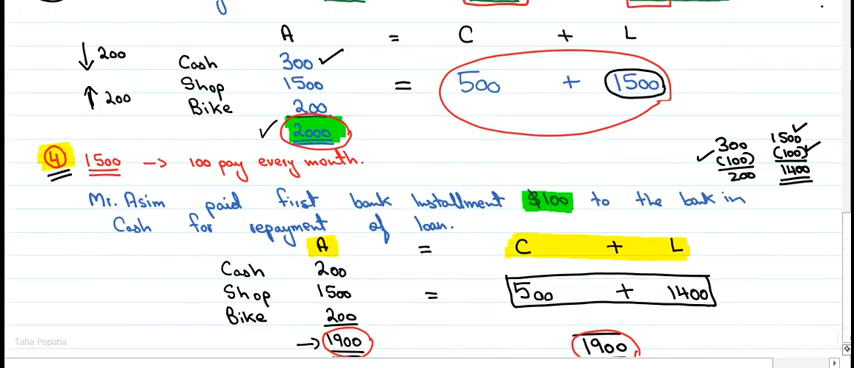 A = C + L
↓ 200 Cash 300 ✓
↑ 200 Shop 1500 = 500 + 1500
Bike 200
✓ 2000
④ 1500 → 100 pay every month.
300 1500 ✓
✓ (100) (100) ✓
200 1400
Mr. Asim paid first bank Installment $100 to the bank in
Cash for repayment of loan.
A = C + L
Cash 200
Shop 1500 = 500 + 1400
Bike 200
→ 1900 1900
Taha Popatia